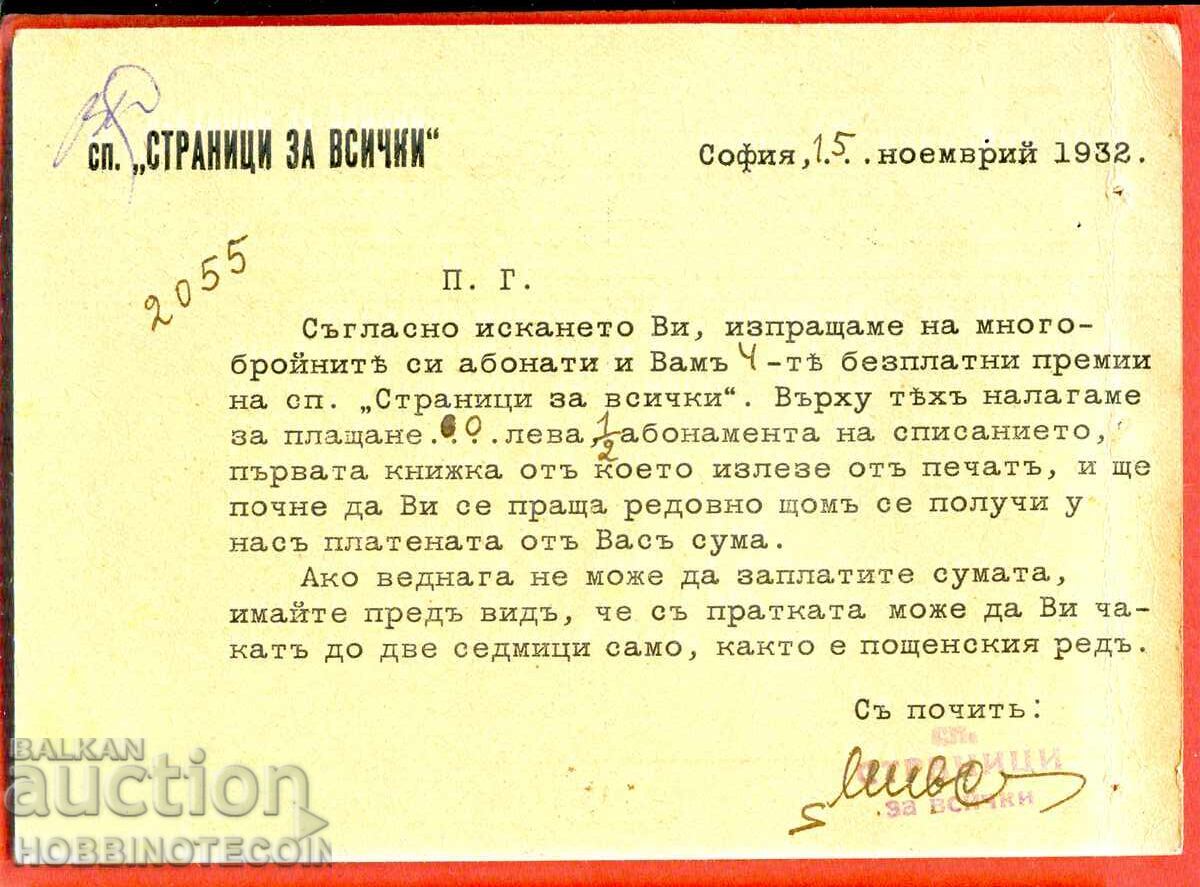 сп. „СТРАНИЦИ ЗА ВСИЧКИ“
София, 15. ноемврий 1932.
2055
П. Г.
Съгласно искането Ви, изпращаме на много-
бройнитѣ си абонати и Вамъ 4-тѣ безплатни премии
на сп. „Страници за всички“. Върху тѣхъ налагаме
за плащане лева 1/2 абонамента на списанието,
първата книжка отъ което излезе отъ печатъ, и ще
почне да Ви се праща редовно щомъ се получи у
насъ платената отъ Васъ сума.
Ако веднага не може да заплатите сумата,
имайте предъ видъ, че съ пратката може да Ви ча-
катъ до две седмици само, както е пощенския редъ.
Съ почить:
сп.
СТРАНИЦИ
за всички
BALKAN
auction
HOBBINOTECOIN